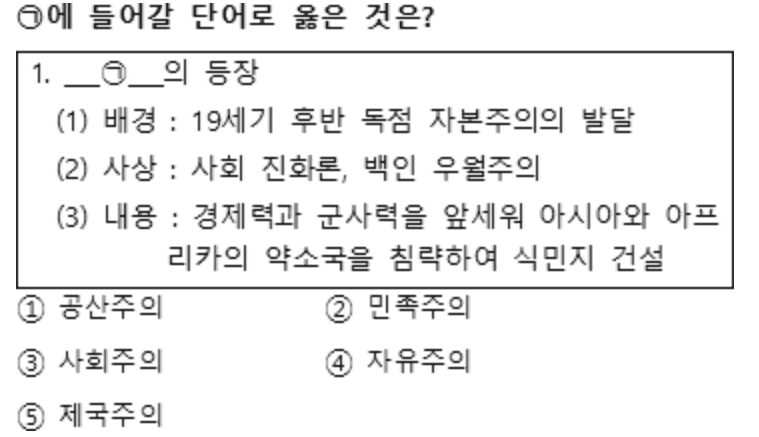 ㉠에 들어갈 단어로 옳은 것은?
1. __㉠__의 등장
(1) 배경 : 19세기 후반 독점 자본주의의 발달
(2) 사상 : 사회 진화론, 백인 우월주의
(3) 내용 : 경제력과 군사력을 앞세워 아시아와 아프
리카의 약소국을 침략하여 식민지 건설
① 공산주의 ② 민족주의
③ 사회주의 ④ 자유주의
⑤ 제국주의